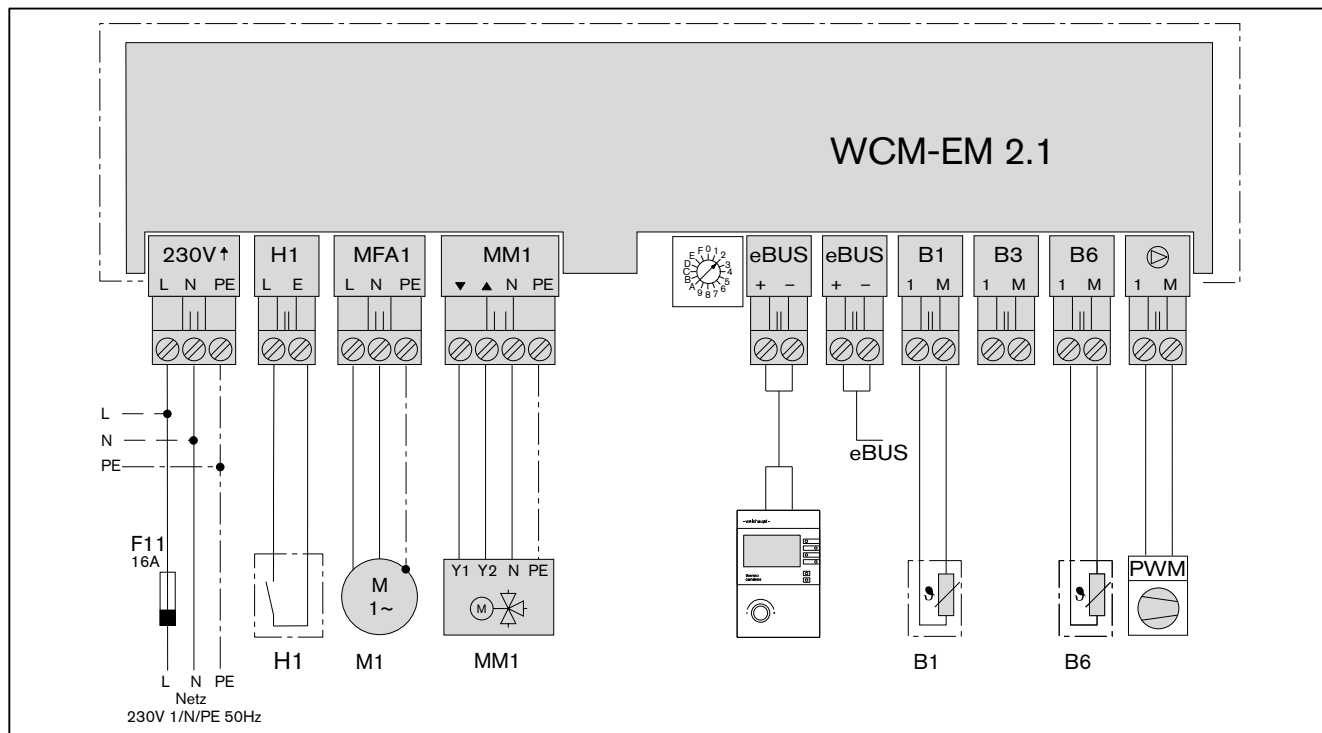 WCM-EM 2.1
230V↑ H1 MFA1 MM1 eBUS eBUS B1 B3 B6
L N PE L E L N PE ▼ ▲ N PE + − + − 1 M 1 M 1 M 1 M
0 1 2 3 4 5 6 7 8 9 A B C D E F
L
N
PE
eBUS
F11
16A
-weishaupt-
M
1~
Y1 Y2 N PE
M
PWM
H1 M1 MM1 B1 B6
L N PE
Netz
230V 1/N/PE 50Hz